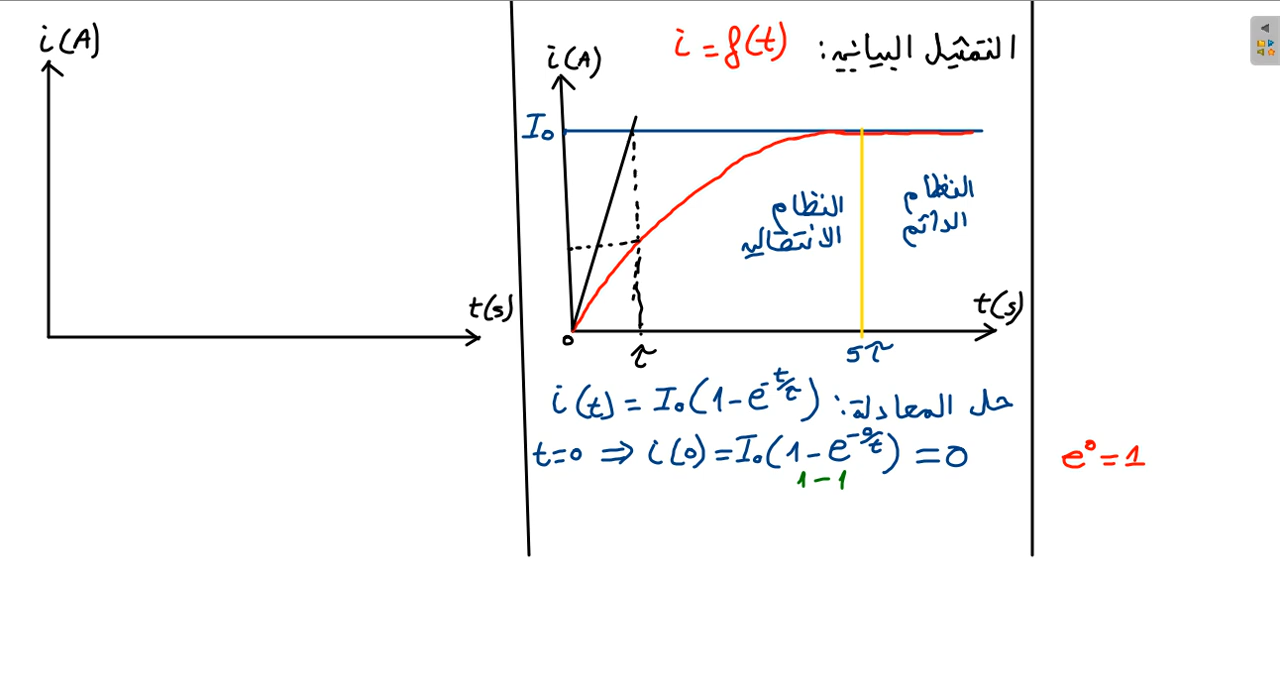 التمثيل البياني: i = f(t)
i(A)
I₀
النظام الانتقالي
النظام الدائم
t(s)
0
τ
5τ
حل المعادلة: i(t) = I₀(1 - e^{-t/τ})
t=0 ⇒ i(0) = I₀(1 - e^{-0/τ}) = 0
1 - 1
e⁰ = 1
i(A)
t(s)